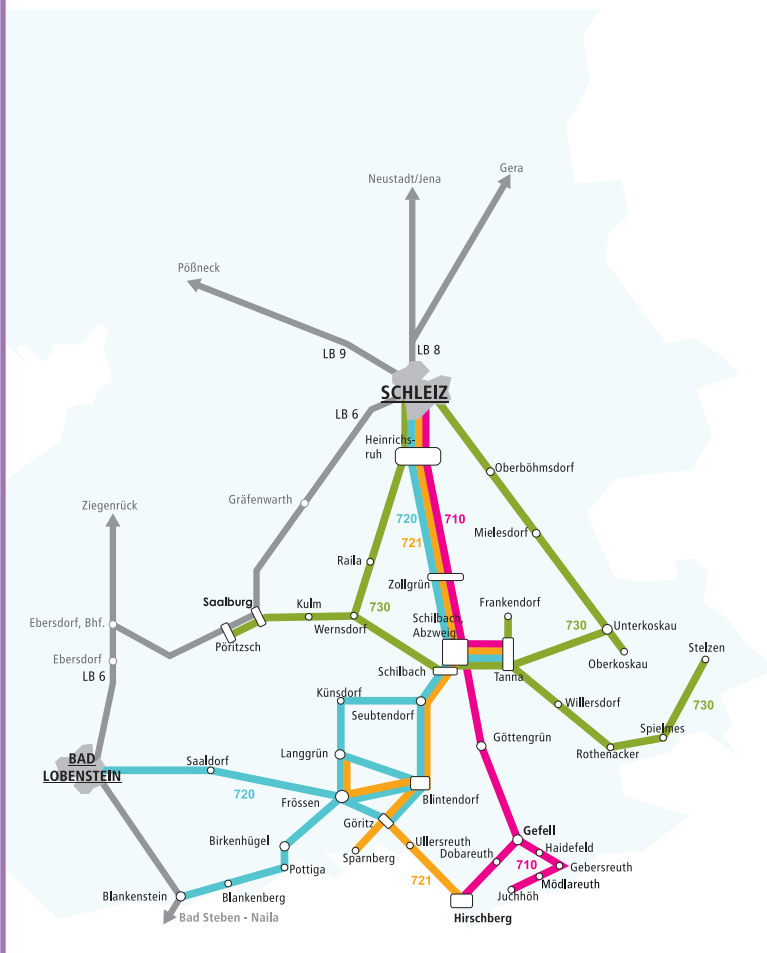 Gera
Neustadt/Jena
Pößneck
LB 9
LB 8
SCHLEIZ
LB 6
Heinrichs-
ruh
Oberböhmsdorf
Gräfenwarth
Ziegenrück
720
710
721
Mielesdorf
Raila
Zollgrün
Saalburg
Kulm
730
Frankendorf
Ebersdorf, Bhf.
Wernsdorf
Schilbach,
Abzweig
730
Unterkoskau
Pöritzsch
Oberkoskau
Stelzen
Ebersdorf
LB 6
Schilbach
Tanna
Künsdorf
Seubtendorf
Willersdorf
730
Spielmes
Göttengrün
Rothenacker
BAD
LOBENSTEIN
Saaldorf
Langgrün
720
Frössen
Blintendorf
Göritz
Gefell
Birkenhügel
Ullersreuth
Haidefeld
Sparnberg
Dobareuth
710
Gebersreuth
Pottiga
721
Mödlareuth
Blankenstein
Blankenberg
Juchhöh
Bad Steben - Naila
Hirschberg